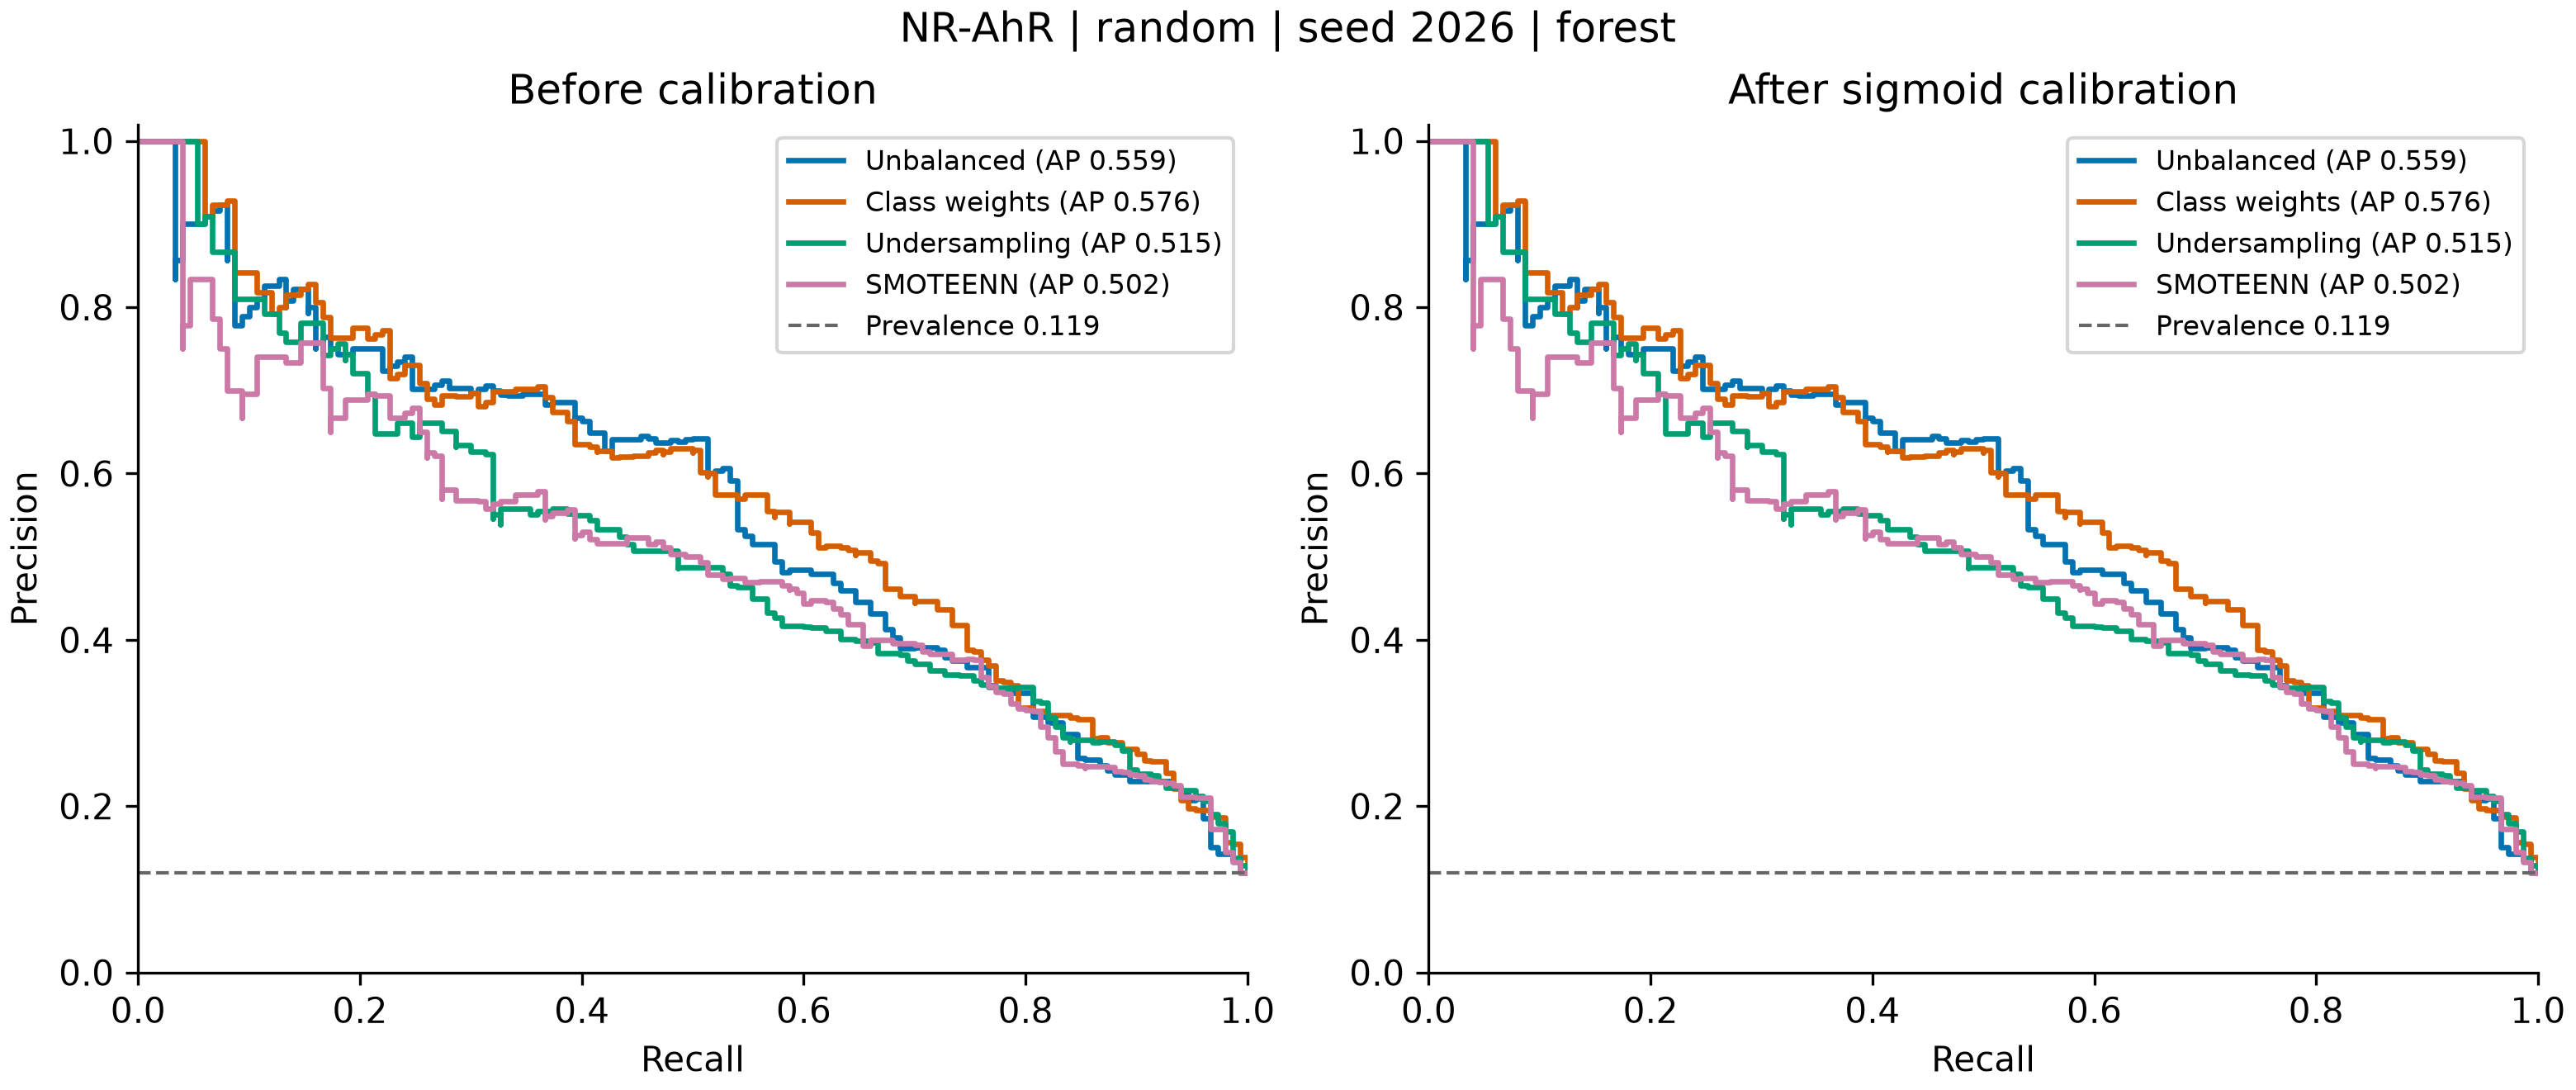 NR-AhR | random | seed 2026 | forest
Before calibration
Precision
1.0
0.8
0.6
0.4
0.2
0.0
Unbalanced (AP 0.559)
Class weights (AP 0.576)
Undersampling (AP 0.515)
SMOTEENN (AP 0.502)
Prevalence 0.119
0.0 0.2 0.4 0.6 0.8 1.0
Recall
After sigmoid calibration
Precision
1.0
0.8
0.6
0.4
0.2
0.0
Unbalanced (AP 0.559)
Class weights (AP 0.576)
Undersampling (AP 0.515)
SMOTEENN (AP 0.502)
Prevalence 0.119
0.0 0.2 0.4 0.6 0.8 1.0
Recall